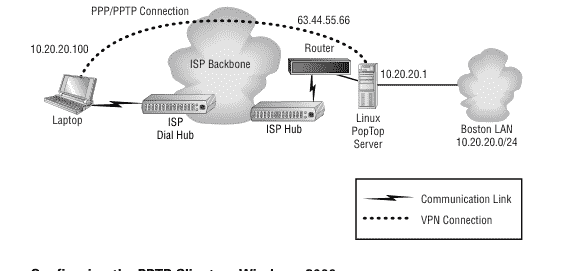 PPP/PPTP Connection
63.44.55.66
Router
10.20.20.100
ISP Backbone
10.20.20.1
Laptop
ISP
Dial Hub
ISP Hub
Linux
PopTop
Server
Boston LAN
10.20.20.0/24
Communication Link
VPN Connection